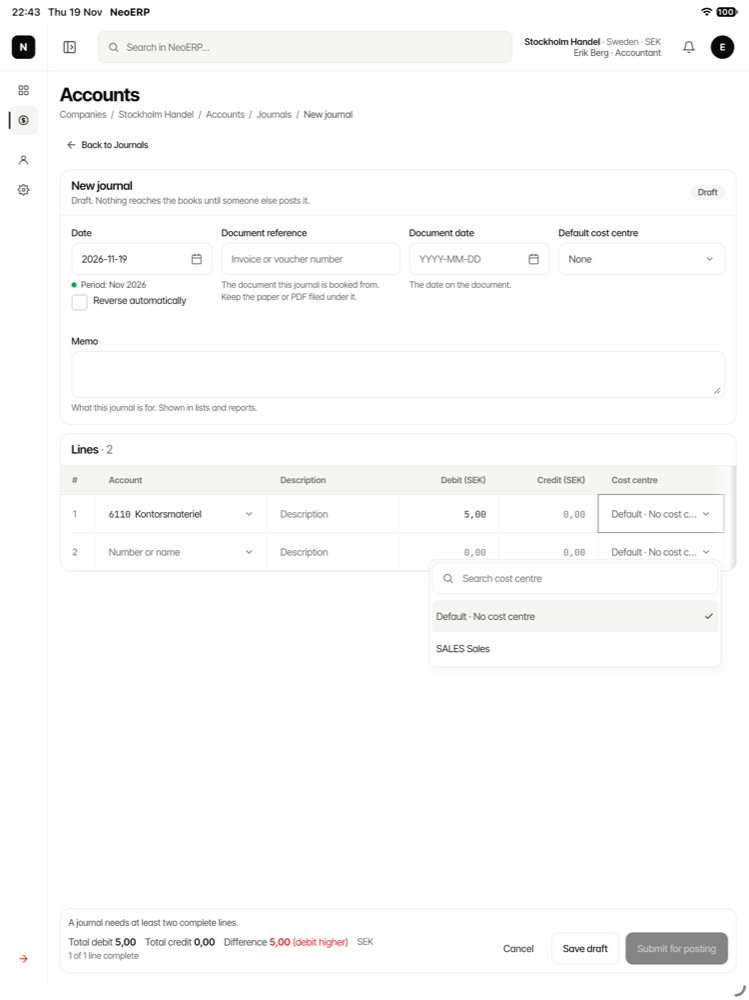 22:43 Thu 19 Nov NeoERP
100
N
Search in NeoERP...
Stockholm Handel · Sweden · SEK
Erik Berg · Accountant
E
Accounts
Companies / Stockholm Handel / Accounts / Journals / New journal
Back to Journals
New journal
Draft. Nothing reaches the books until someone else posts it.
Draft
Date
Document reference
Document date
Default cost centre
2026-11-19
Invoice or voucher number
YYYY-MM-DD
None
Period: Nov 2026
The document this journal is booked from.
Keep the paper or PDF filed under it.
The date on the document.
Reverse automatically
Memo
What this journal is for. Shown in lists and reports.
Lines · 2
# Account Description Debit (SEK) Credit (SEK) Cost centre
1 6110 Kontorsmateriel Description 5,00 0,00 Default · No cost c...
2 Number or name Description 0,00 0,00 Default · No cost c...
Search cost centre
Default · No cost centre
SALES Sales
A journal needs at least two complete lines.
Total debit 5,00 Total credit 0,00 Difference 5,00 (debit higher) SEK
1 of 1 line complete
Cancel
Save draft
Submit for posting